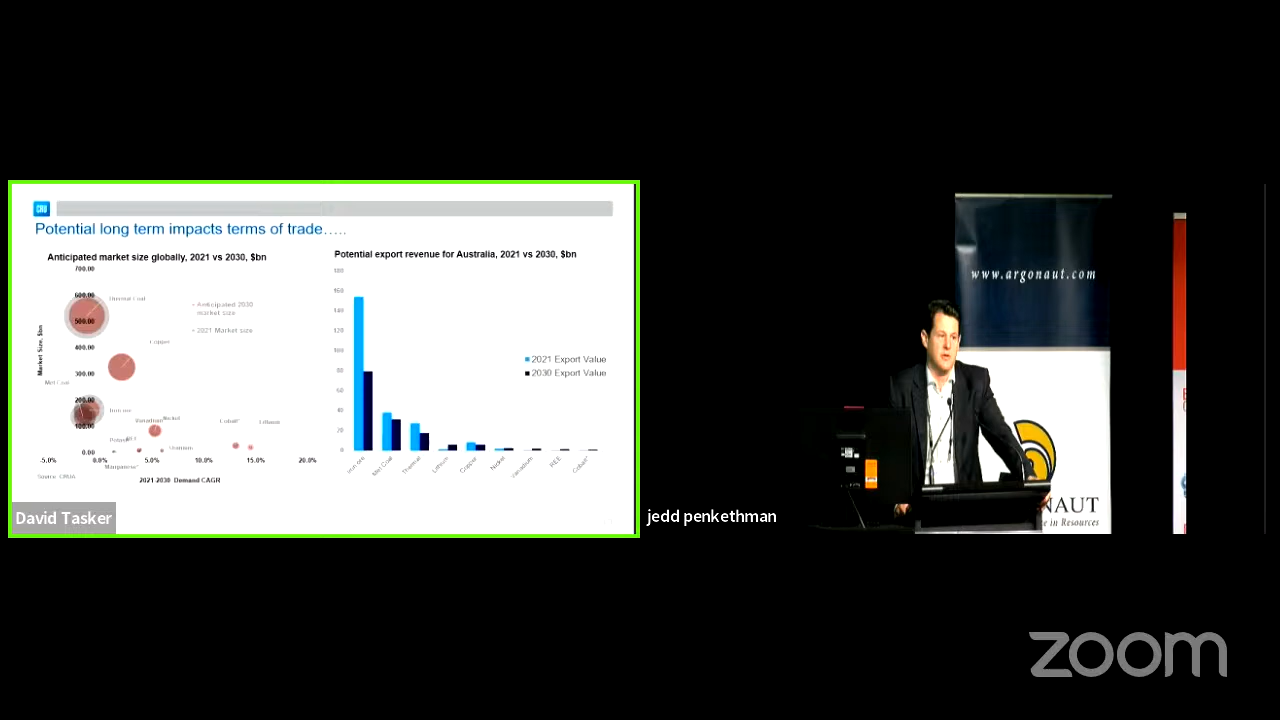 CRU
Potential long term impacts terms of trade…..
Anticipated market size globally, 2021 vs 2030, $bn
700.00
600.00
500.00
400.00
300.00
200.00
100.00
0.00
-5.0%
0.0%
5.0%
10.0%
15.0%
20.0%
Market Size, $bn
2021-2030 Demand CAGR
Thermal Coal
Copper
Met Coal
Iron ore
Vanadium
Nickel
Cobalt*
Lithium
Potash
REE
Manganese*
- Anticipated 2030
market size
- 2021 Market size
Source: CRU
Potential export revenue for Australia, 2021 vs 2030, $bn
180
160
140
120
100
80
60
40
20
0
Iron ore
Met Coal
Thermal
Lithium
Copper
Nickel
Vanadium
REE
Cobalt*
2021 Export Value
2030 Export Value
David Tasker
jedd penkethman
www.argonaut.com
NAUT
e in Resources
zoom